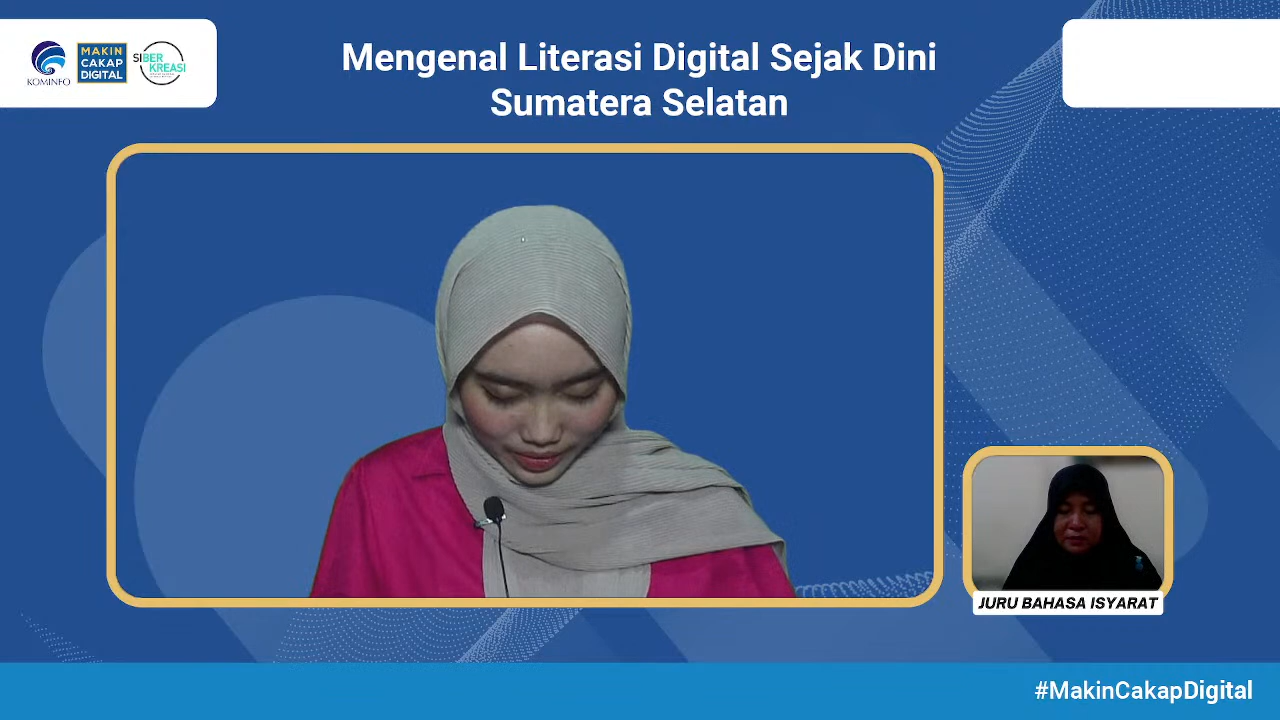 KOMINFO
MAKIN
CAKAP
DIGITAL
SIBER
KREASI
Mengenal Literasi Digital Sejak Dini
Sumatera Selatan
JURU BAHASA ISYARAT
#MakinCakapDigital